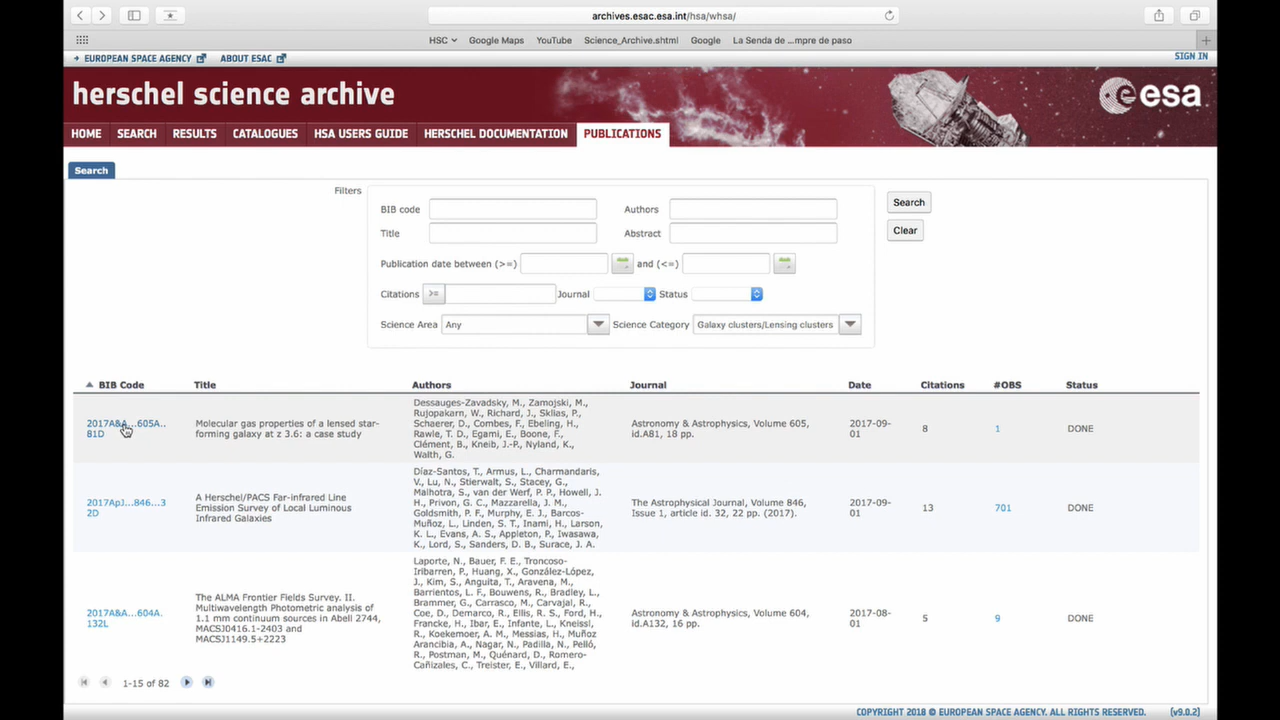 archives.esac.esa.int/hsa/whsa/
HSC Google Maps YouTube Science_Archive.shtml Google La Senda de ...mpre de paso
EUROPEAN SPACE AGENCY ABOUT ESAC SIGN IN
herschel science archive
esa
HOME SEARCH RESULTS CATALOGUES HSA USERS GUIDE HERSCHEL DOCUMENTATION PUBLICATIONS
Search
Filters
BIB code Authors Search
Title Abstract Clear
Publication date between (>=) and (<=)
Citations >= Journal Status
Science Area Any Science Category Galaxy clusters/Lensing clusters
BIB Code Title Authors Journal Date Citations #OBS Status
2017A&A...605A..
81D
Molecular gas properties of a lensed star-
forming galaxy at z 3.6: a case study
Dessauges-Zavadsky, M., Zamojski, M.,
Rujopakarn, W., Richard, J., Sklias, P.,
Schaerer, D., Combes, F., Ebeling, H.,
Rawle, T. D., Egami, E., Boone, F.,
Clément, B., Kneib, J.-P., Nyland, K.,
Walth, G.
Astronomy & Astrophysics, Volume 605,
id.A81, 18 pp.
2017-09-
01
8
1
DONE
2017ApJ...846...3
2D
A Herschel/PACS Far-infrared Line
Emission Survey of Local Luminous
Infrared Galaxies
Díaz-Santos, T., Armus, L., Charmandaris,
V., Lu, N., Stierwalt, S., Stacey, G.,
Malhotra, S., van der Werf, P. P., Howell, J.
H., Privon, G. C., Mazzarella, J. M.,
Goldsmith, P. F., Murphy, E. J., Barcos-
Muñoz, L., Linden, S. T., Inami, H., Larson,
K. L., Evans, A. S., Appleton, P., Iwasawa,
K., Lord, S., Sanders, D. B., Surace, J. A.
The Astrophysical Journal, Volume 846,
Issue 1, article id. 32, 22 pp. (2017).
2017-09-
01
13
701
DONE
2017A&A...604A.
132L
The ALMA Frontier Fields Survey. II.
Multiwavelength Photometric analysis of
1.1 mm continuum sources in Abell 2744,
MACSJ0416.1-2403 and
MACSJ1149.5+2223
Laporte, N., Bauer, F. E., Troncoso-
Iribarren, P., Huang, X., González-López,
J., Kim, S., Anguita, T., Aravena, M.,
Barrientos, L. F., Bouwens, R., Bradley, L.,
Brammer, G., Carrasco, M., Carvajal, R.,
Coe, D., Demarco, R., Ellis, R. S., Ford, H.,
Francke, H., Ibar, E., Infante, L., Kneissl,
R., Koekemoer, A. M., Messias, H., Muñoz
Arancibia, A., Nagar, N., Padilla, N., Pelló,
R., Postman, M., Quénard, D., Romero-
Cañizales, C., Treister, E., Villard, E.,
Astronomy & Astrophysics, Volume 604,
id.A132, 16 pp.
2017-08-
01
5
9
DONE
1-15 of 82
COPYRIGHT 2018 © EUROPEAN SPACE AGENCY. ALL RIGHTS RESERVED. (v9.0.2)